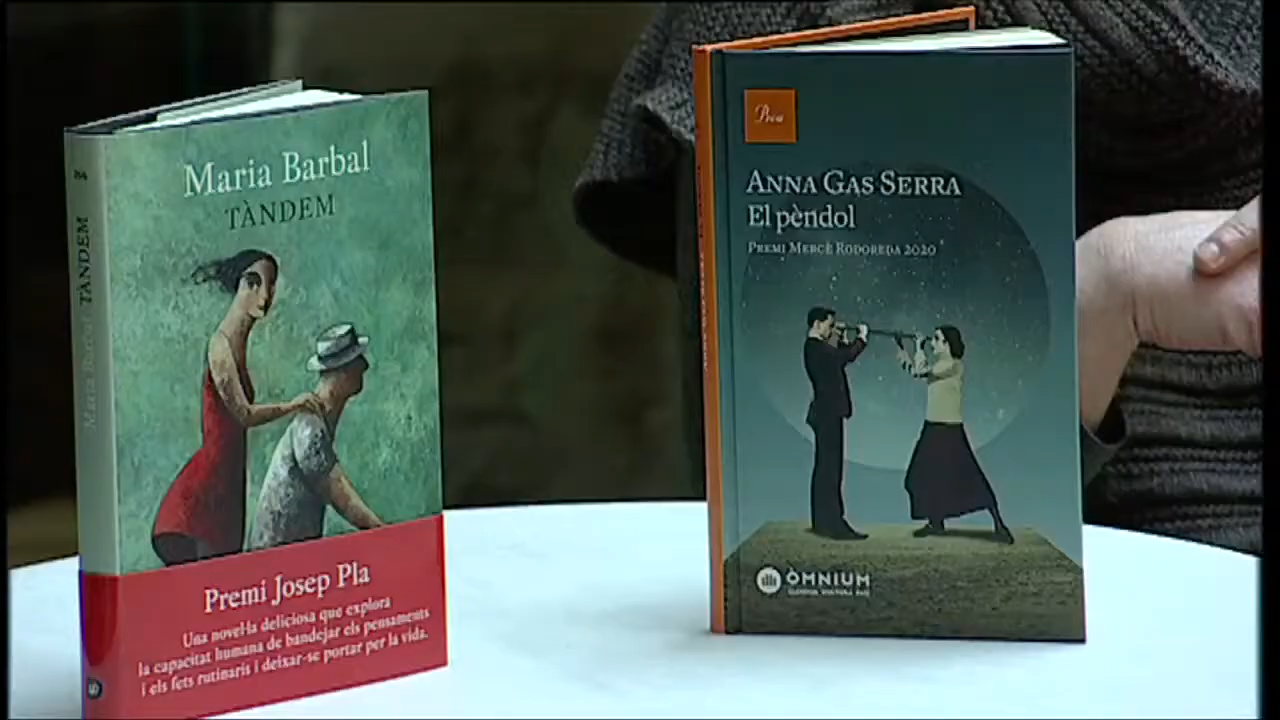 Maria Barbal
TÀNDEM
Maria Barbal TÀNDEM
Premi Josep Pla
Una novel·la deliciosa que explora
la capacitat humana de bandejar els pensaments
i els fets rutinaris i deixar-se portar per la vida.
Proa
ANNA GAS SERRA
El pèndol
PREMI MERCÈ RODOREDA 2020
ÒMNIUM